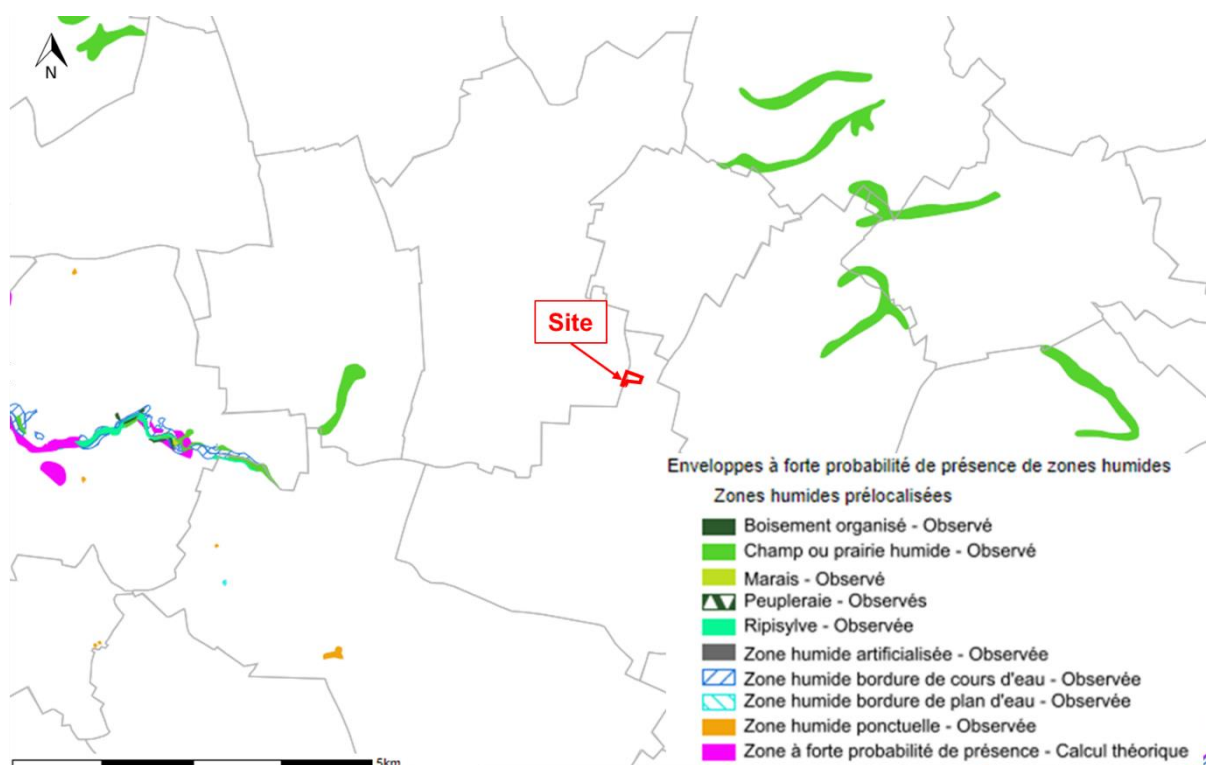 N
Site
Enveloppes à forte probabilité de présence de zones humides
Zones humides prélocalisées
Boisement organisé - Observé
Champ ou prairie humide - Observé
Marais - Observé
Peupleraie - Observés
Ripisylve - Observée
Zone humide artificialisée - Observée
Zone humide bordure de cours d'eau - Observée
Zone humide bordure de plan d'eau - Observée
Zone humide ponctuelle - Observée
Zone à forte probabilité de présence - Calcul théorique
5km